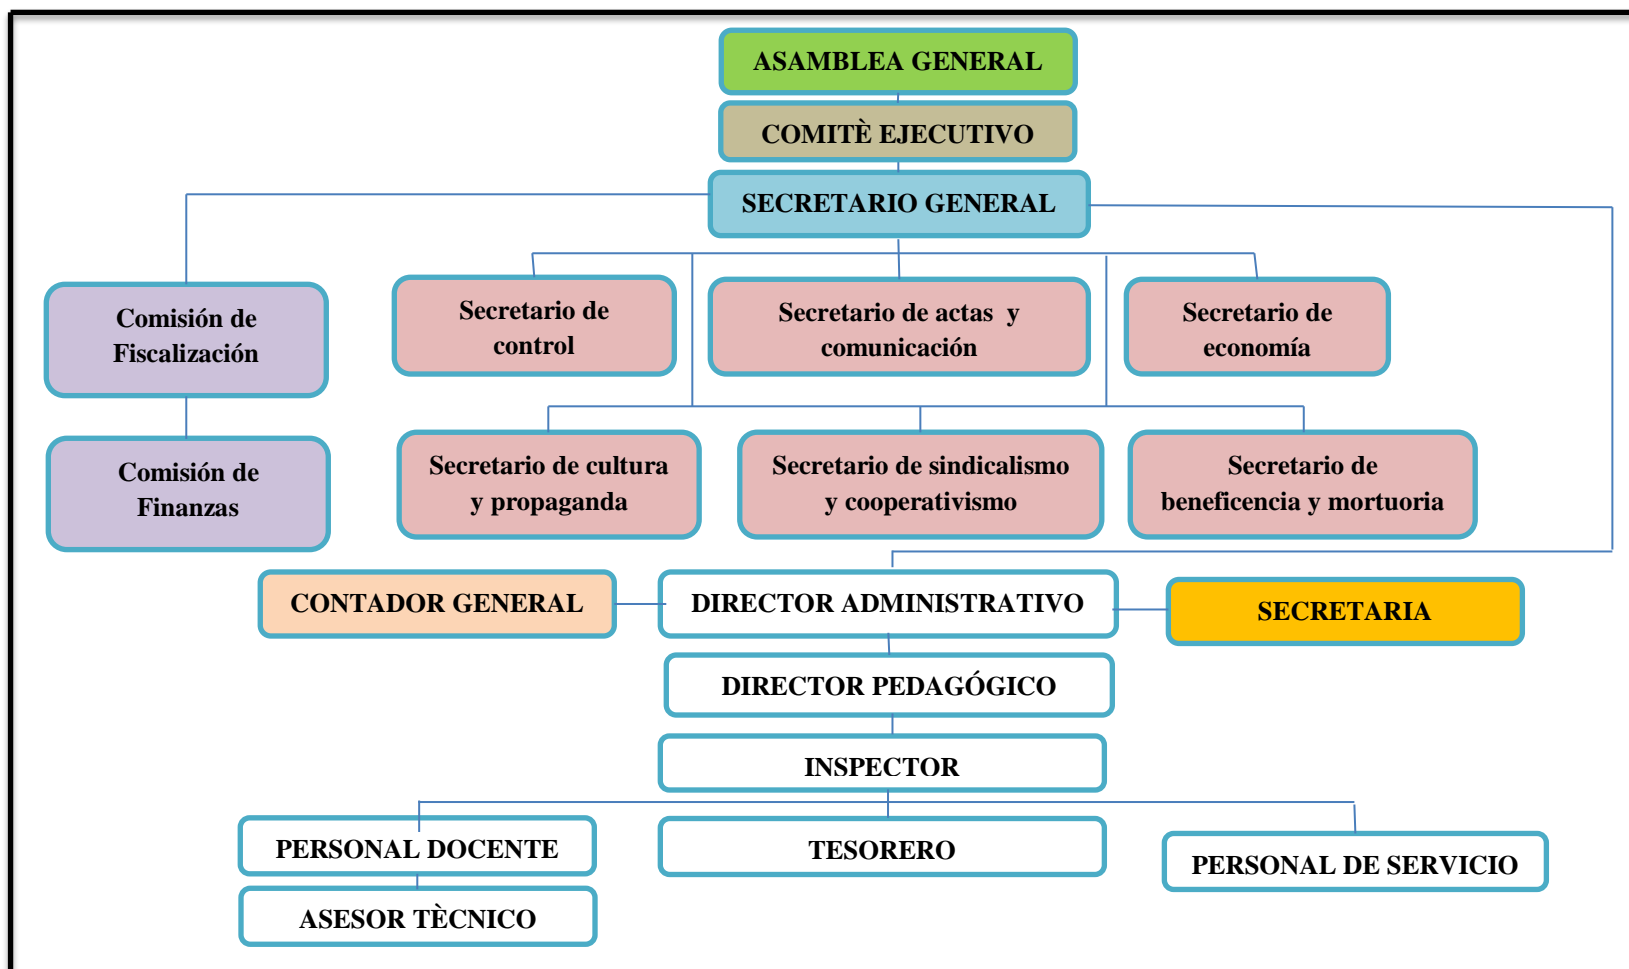 ASAMBLEA GENERAL
COMITÈ EJECUTIVO
SECRETARIO GENERAL
Comisión de
Fiscalización
Secretario de
control
Secretario de actas  y
comunicación
Secretario de
economía
Comisión de
Finanzas
Secretario de cultura
y propaganda
Secretario de sindicalismo
y cooperativismo
Secretario de
beneficencia y mortuoria
CONTADOR GENERAL
DIRECTOR ADMINISTRATIVO
SECRETARIA
DIRECTOR PEDAGÓGICO
INSPECTOR
PERSONAL DOCENTE
TESORERO
PERSONAL DE SERVICIO
ASESOR TÈCNICO